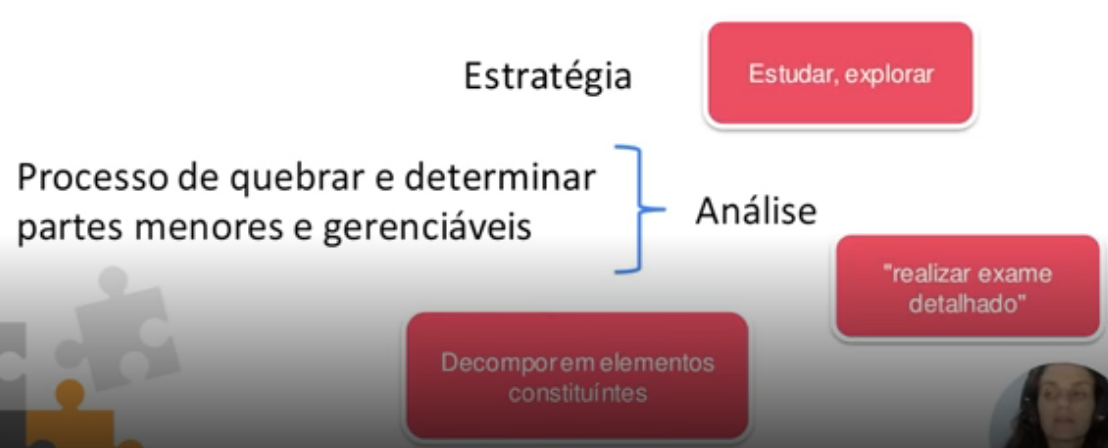 Estratégia
Estudar, explorar
Processo de quebrar e determinar
partes menores e gerenciáveis
Análise
"realizar exame
detalhado"
Decompor em elementos
constituíntes